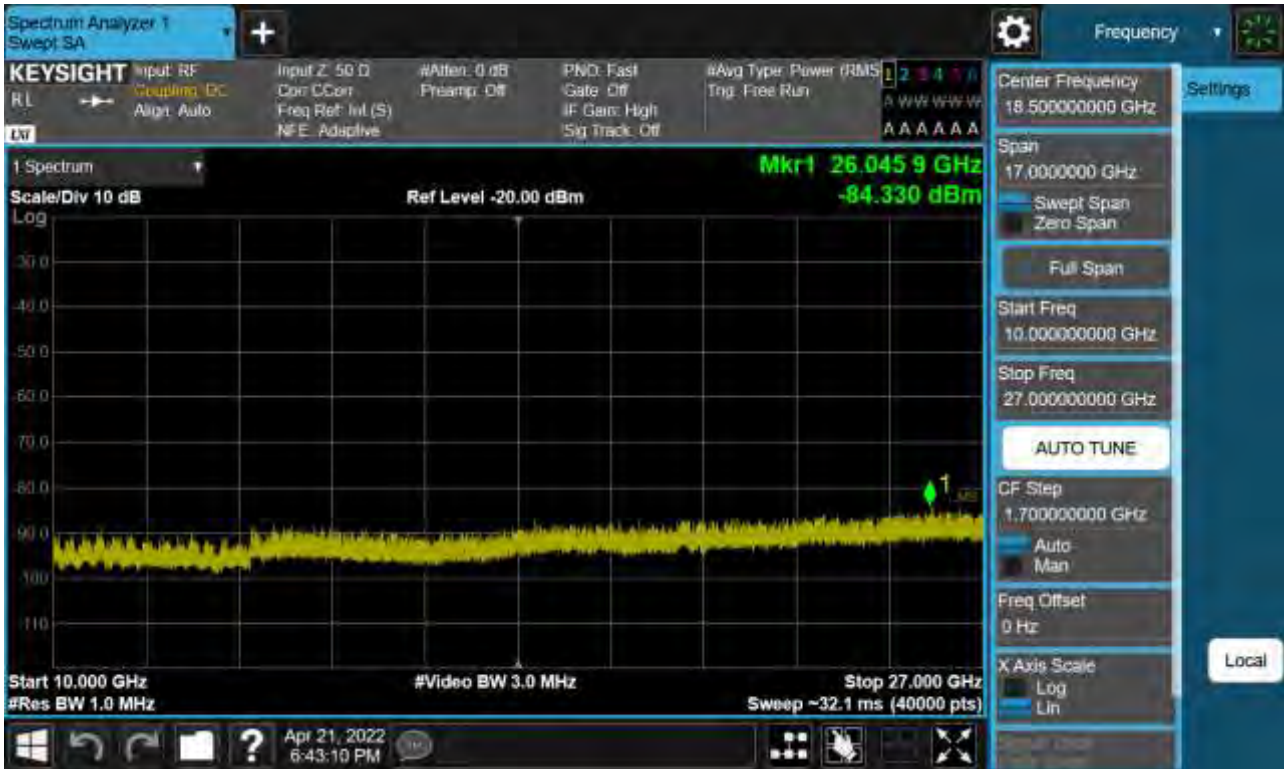 Spectrum Analyzer 1
Swept SA
+
Frequency
KEYSIGHT
RL
Input: RF
Coupling: DC
Align: Auto
Input Z: 50 Ω
Corr CCorr
Freq Ref: Int (S)
NFE: Adaptive
#Atten: 0 dB
Preamp: Off
PNO: Fast
Gate: Off
IF Gain: High
Sig Track: Off
#Avg Type: Power (RMS
Trig: Free Run
1 2 3 4 5 6
A W W W W W
A A A A A A
1 Spectrum
Scale/Div 10 dB
Ref Level -20.00 dBm
Mkr1 26.045 9 GHz
-84.330 dBm
Log
-30.0
-40.0
-50.0
-60.0
-70.0
-80.0
-90.0
-100
-110
1
Start 10.000 GHz
#Res BW 1.0 MHz
#Video BW 3.0 MHz
Stop 27.000 GHz
Sweep ~32.1 ms (40000 pts)
Center Frequency
18.500000000 GHz
Span
17.0000000 GHz
Swept Span
Zero Span
Full Span
Start Freq
10.000000000 GHz
Stop Freq
27.000000000 GHz
AUTO TUNE
CF Step
1.700000000 GHz
Auto
Man
Freq Offset
0 Hz
X Axis Scale
Log
Lin
Settings
Local
?
Apr 21, 2022
6:43:10 PM